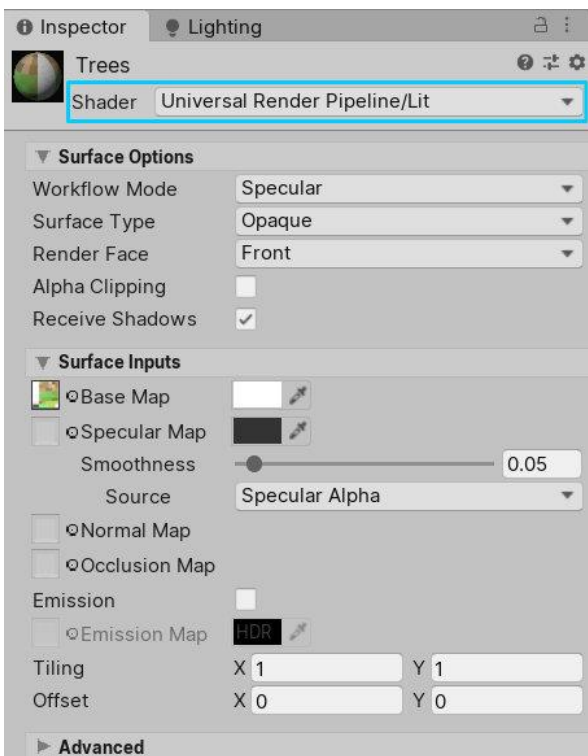 Inspector Lighting
Trees
Shader Universal Render Pipeline/Lit
Surface Options
Workflow Mode Specular
Surface Type Opaque
Render Face Front
Alpha Clipping
Receive Shadows
Surface Inputs
Base Map
Specular Map
Smoothness 0.05
Source Specular Alpha
Normal Map
Occlusion Map
Emission
Emission Map HDR
Tiling X 1 Y 1
Offset X 0 Y 0
Advanced